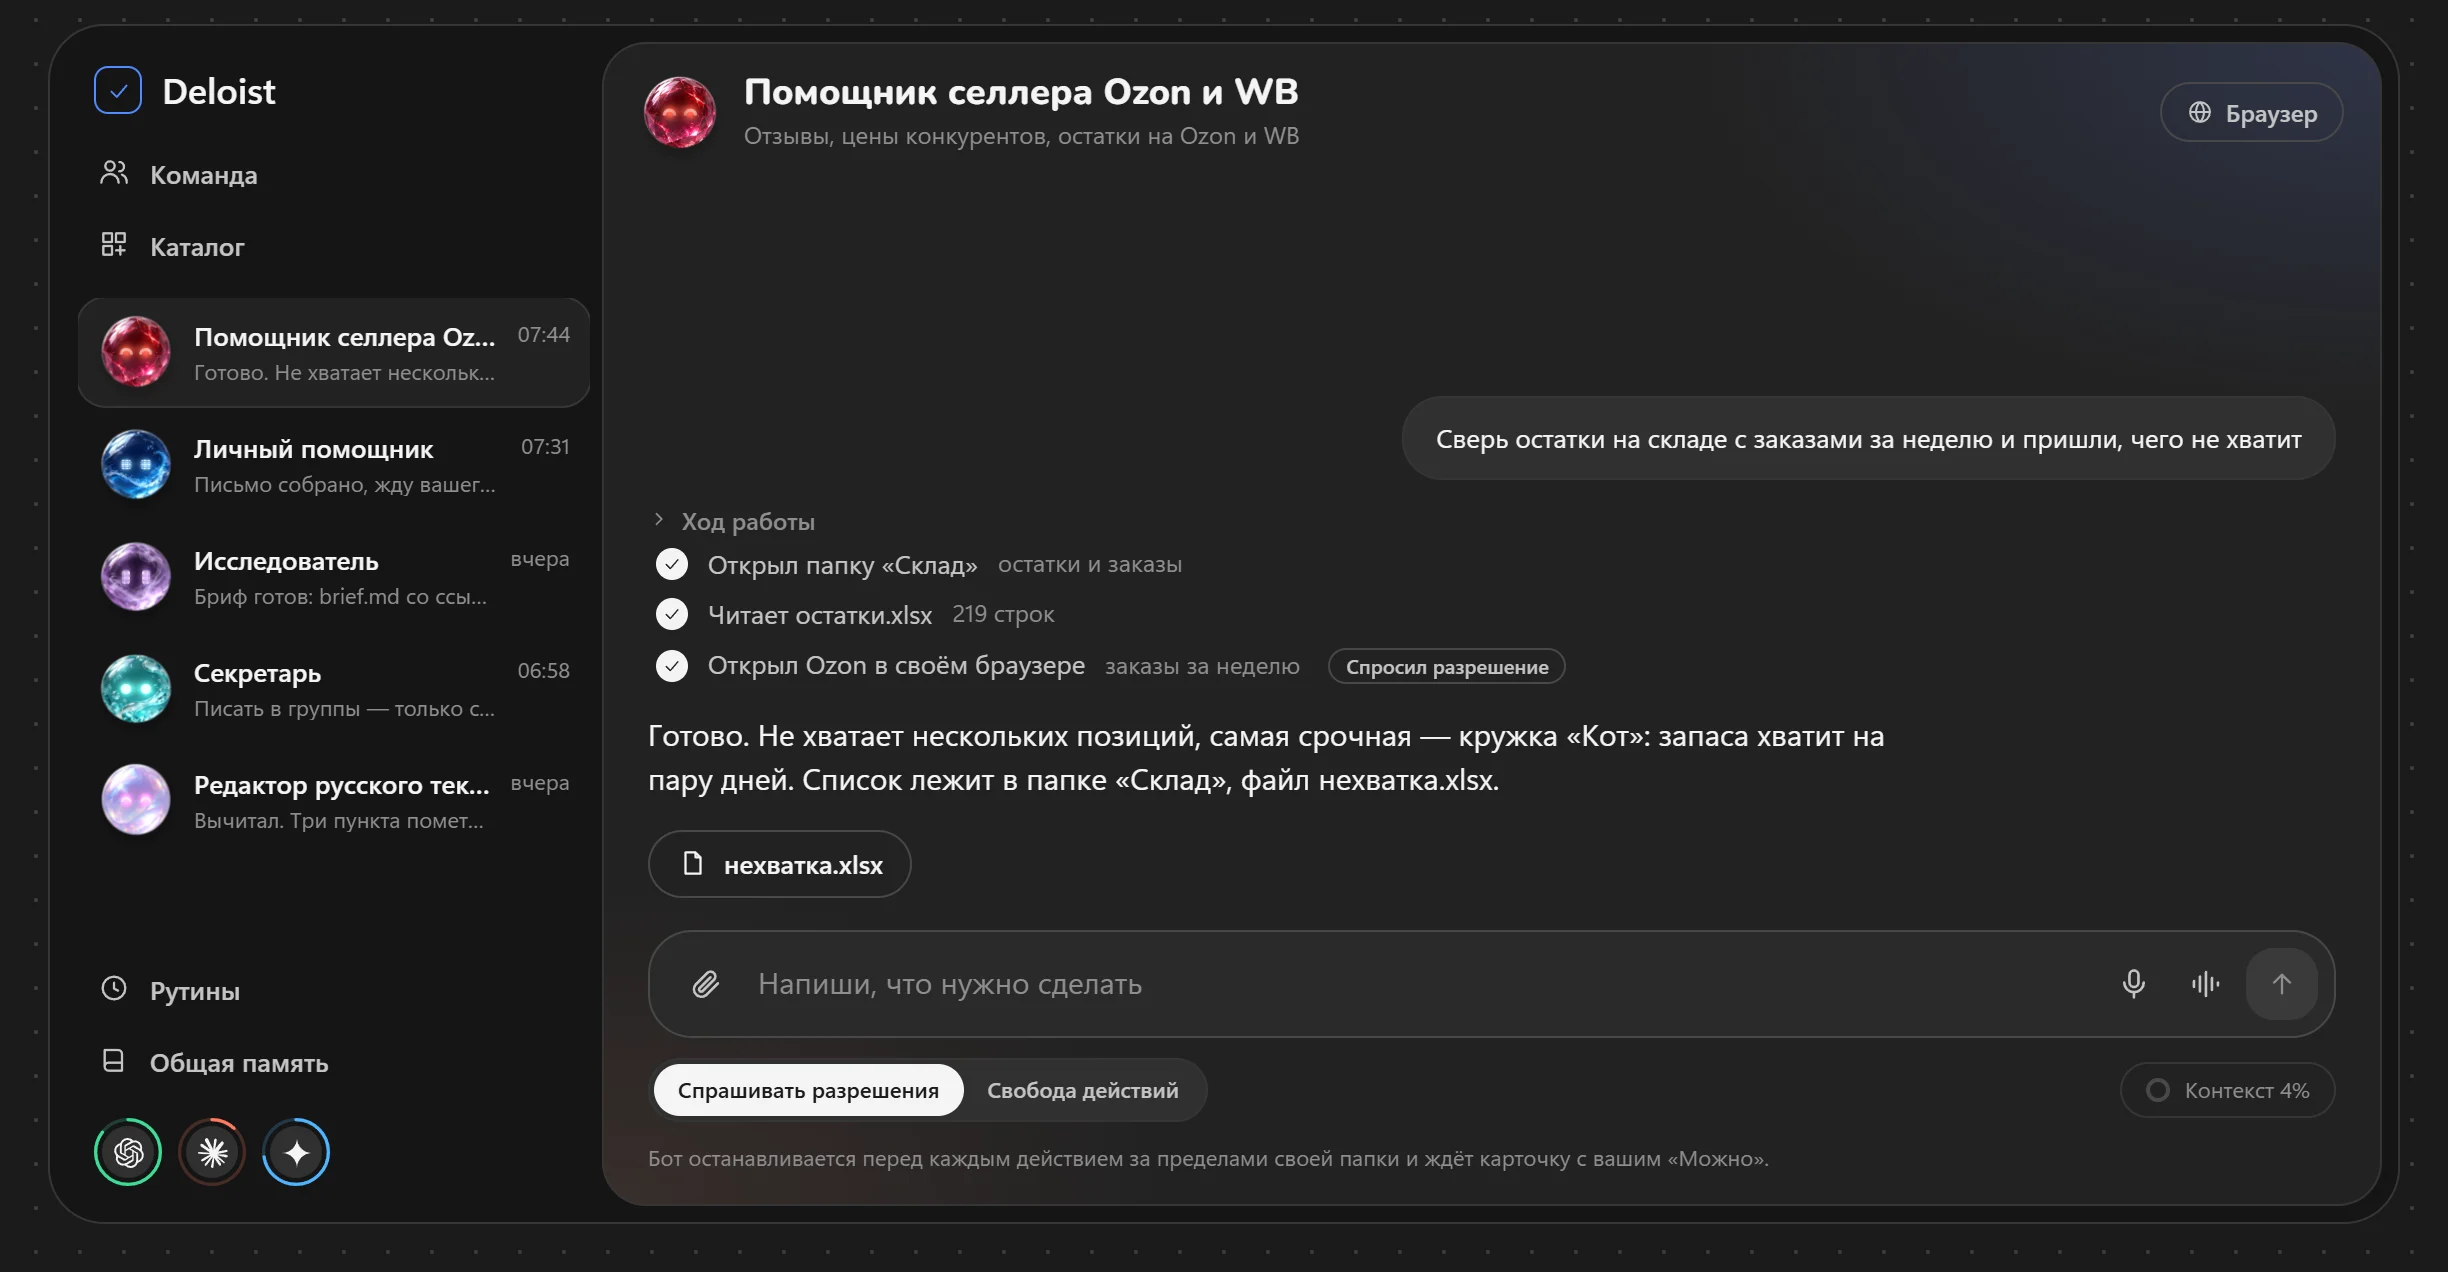 Deloist
Команда
Каталог
Помощник селлера Oz... 07:44
Готово. Не хватает нескольк...
Личный помощник 07:31
Письмо собрано, жду вашег...
Исследователь вчера
Бриф готов: brief.md со ссы...
Секретарь 06:58
Писать в группы — только с...
Редактор русского тек... вчера
Вычитал. Три пункта помет...
Рутины
Общая память
Помощник селлера Ozon и WB
Отзывы, цены конкурентов, остатки на Ozon и WB
Браузер
Сверь остатки на складе с заказами за неделю и пришли, чего не хватит
Ход работы
Открыл папку «Склад» остатки и заказы
Читает остатки.xlsx 219 строк
Открыл Ozon в своём браузере заказы за неделю Спросил разрешение
Готово. Не хватает нескольких позиций, самая срочная — кружка «Кот»: запаса хватит на
пару дней. Список лежит в папке «Склад», файл нехватка.xlsx.
нехватка.xlsx
Напиши, что нужно сделать
Спрашивать разрешения Свобода действий
Контекст 4%
Бот останавливается перед каждым действием за пределами своей папки и ждёт карточку с вашим «Можно».